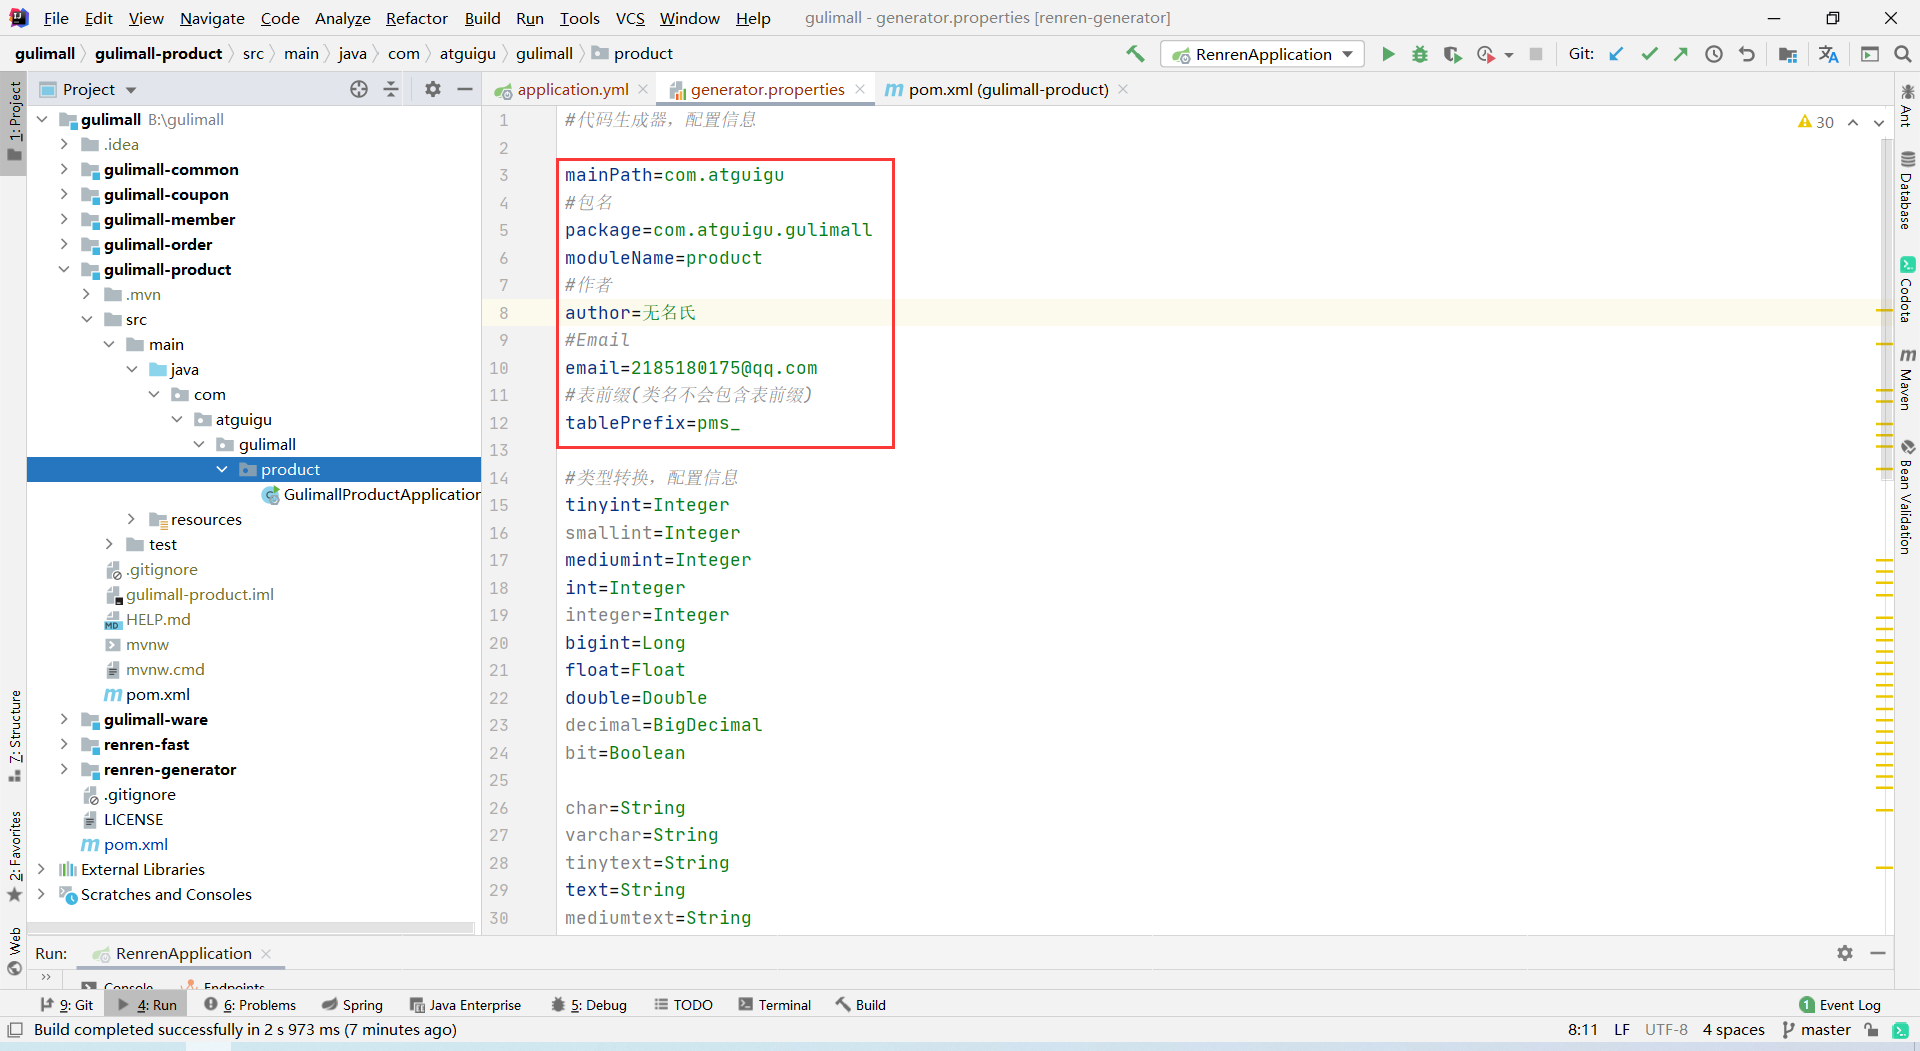 File Edit View Navigate Code Analyze Refactor Build Run Tools VCS Window Help gulimall - generator.properties [renren-generator]
gulimall gulimall-product src main java com atguigu gulimall product RenrenApplication Git:
Project application.yml generator.properties pom.xml (gulimall-product)
1: Project
7: Structure
2: Favorites
Web
gulimall B:\gulimall
.idea
gulimall-common
gulimall-coupon
gulimall-member
gulimall-order
gulimall-product
.mvn
src
main
java
com
atguigu
gulimall
product
GulimallProductApplication
resources
test
.gitignore
gulimall-product.iml
HELP.md
mvnw
mvnw.cmd
pom.xml
gulimall-ware
renren-fast
renren-generator
.gitignore
LICENSE
pom.xml
External Libraries
Scratches and Consoles
1 #代码生成器，配置信息
2
3 mainPath=com.atguigu
4 #包名
5 package=com.atguigu.gulimall
6 moduleName=product
7 #作者
8 author=无名氏
9 #Email
10 email=2185180175@qq.com
11 #表前缀(类名不会包含表前缀)
12 tablePrefix=pms_
13
14 #类型转换，配置信息
15 tinyint=Integer
16 smallint=Integer
17 mediumint=Integer
18 int=Integer
19 integer=Integer
20 bigint=Long
21 float=Float
22 double=Double
23 decimal=BigDecimal
24 bit=Boolean
25
26 char=String
27 varchar=String
28 tinytext=String
29 text=String
30 mediumtext=String
30
Ant
Database
Codota
Maven
Bean Validation
Run: RenrenApplication
Console Endpoints
9: Git 4: Run 6: Problems Spring Java Enterprise 5: Debug TODO Terminal Build 1 Event Log
Build completed successfully in 2 s 973 ms (7 minutes ago) 8:11 LF UTF-8 4 spaces master